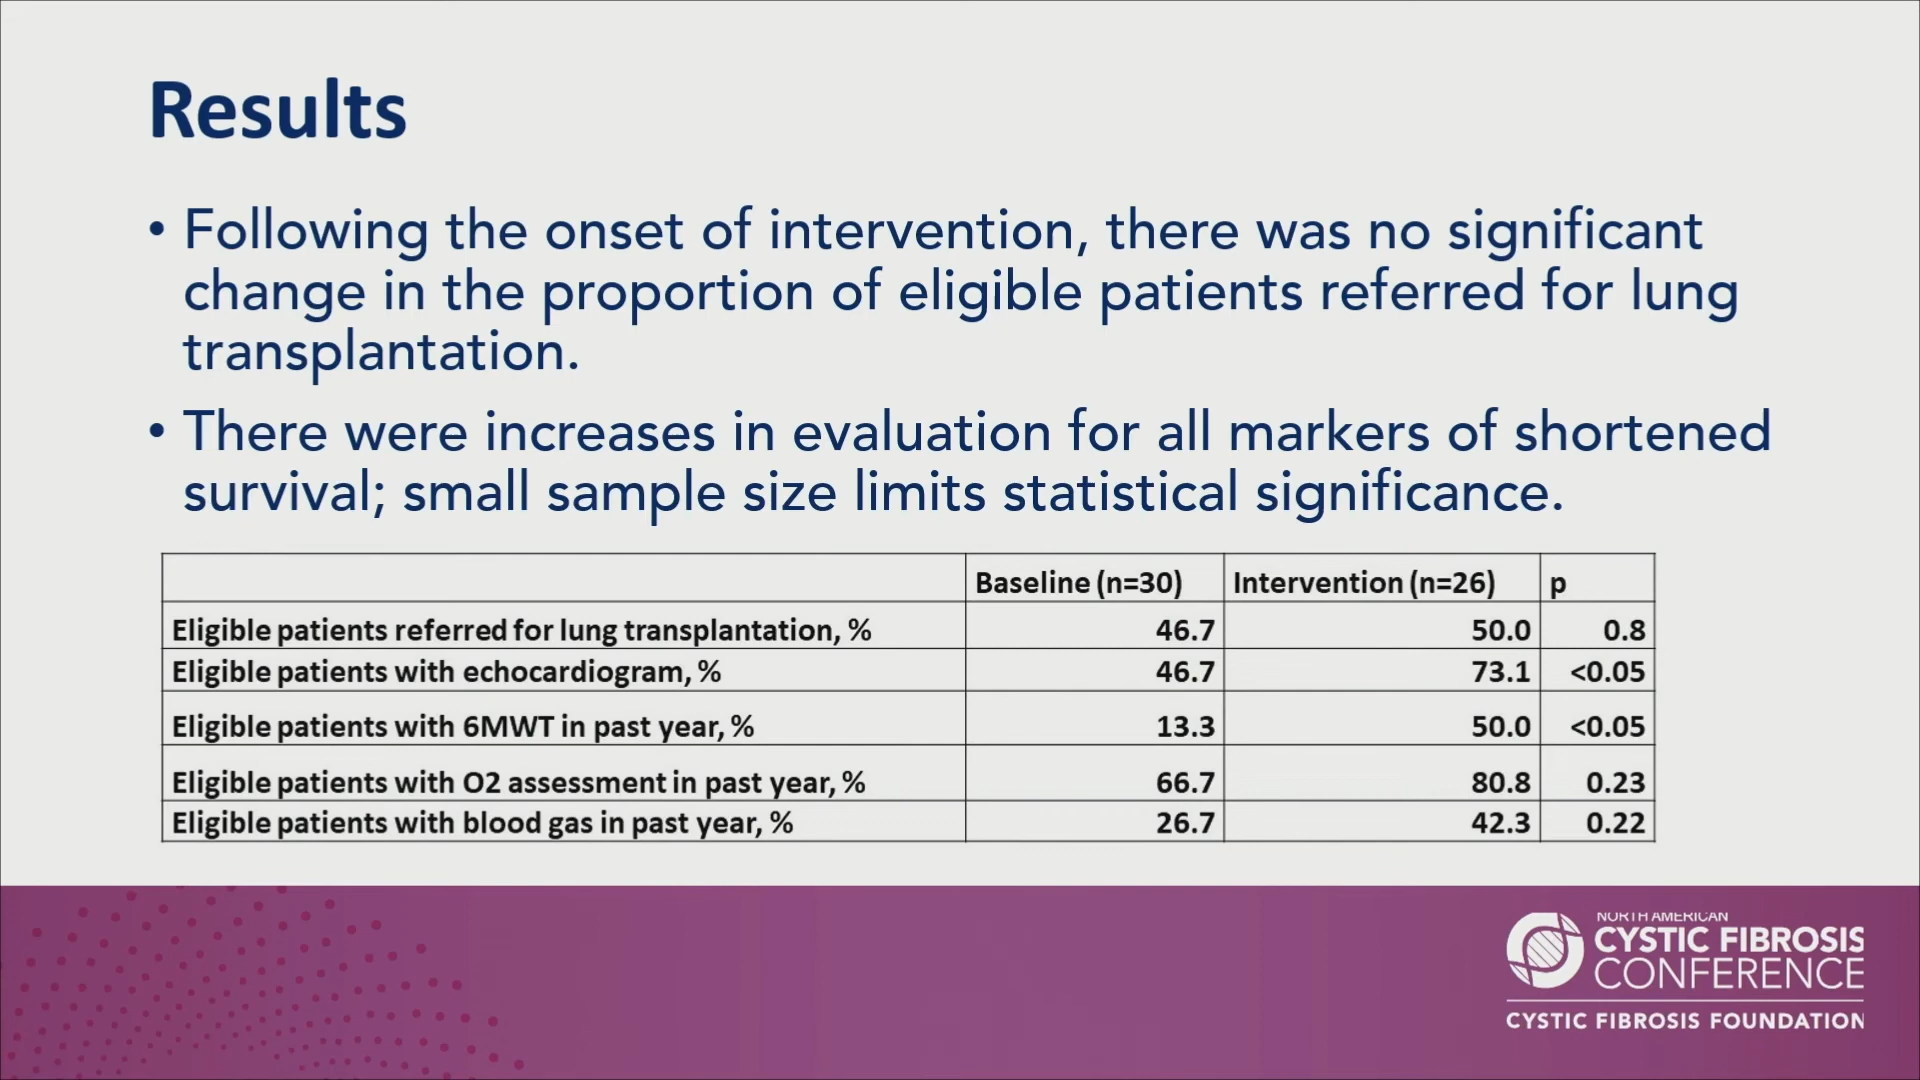 Results
• Following the onset of intervention, there was no significant
change in the proportion of eligible patients referred for lung
transplantation.
• There were increases in evaluation for all markers of shortened
survival; small sample size limits statistical significance.
Baseline (n=30) Intervention (n=26) p
Eligible patients referred for lung transplantation, % 46.7 50.0 0.8
Eligible patients with echocardiogram, % 46.7 73.1 <0.05
Eligible patients with 6MWT in past year, % 13.3 50.0 <0.05
Eligible patients with O2 assessment in past year, % 66.7 80.8 0.23
Eligible patients with blood gas in past year, % 26.7 42.3 0.22
NORTH AMERICAN
CYSTIC FIBROSIS
CONFERENCE
CYSTIC FIBROSIS FOUNDATION